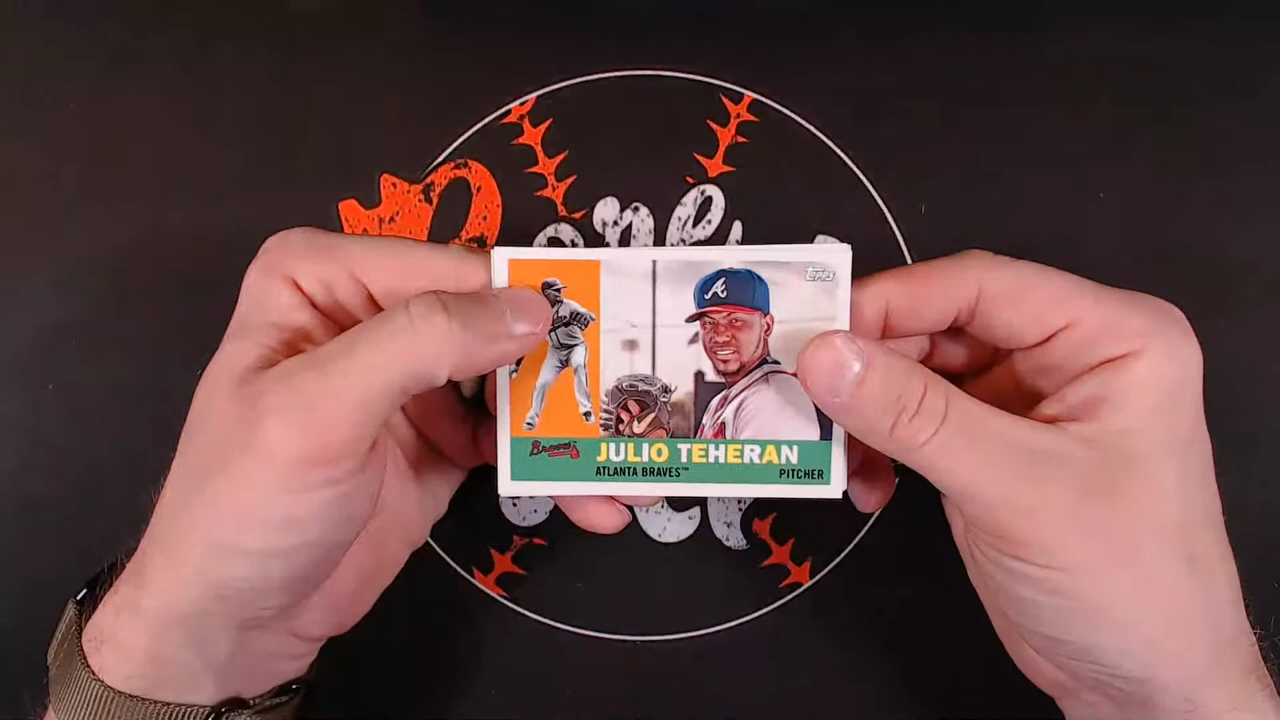 Topps
A
Braves
JULIO TEHERAN
ATLANTA BRAVES™
PITCHER